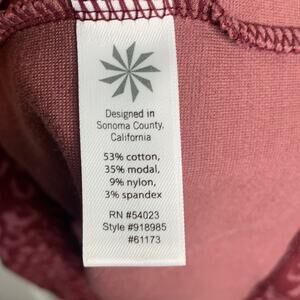 Designed in
Sonoma County,
California
53% cotton,
35% modal,
9% nylon,
3% spandex
RN #54023
Style #918985
#61173